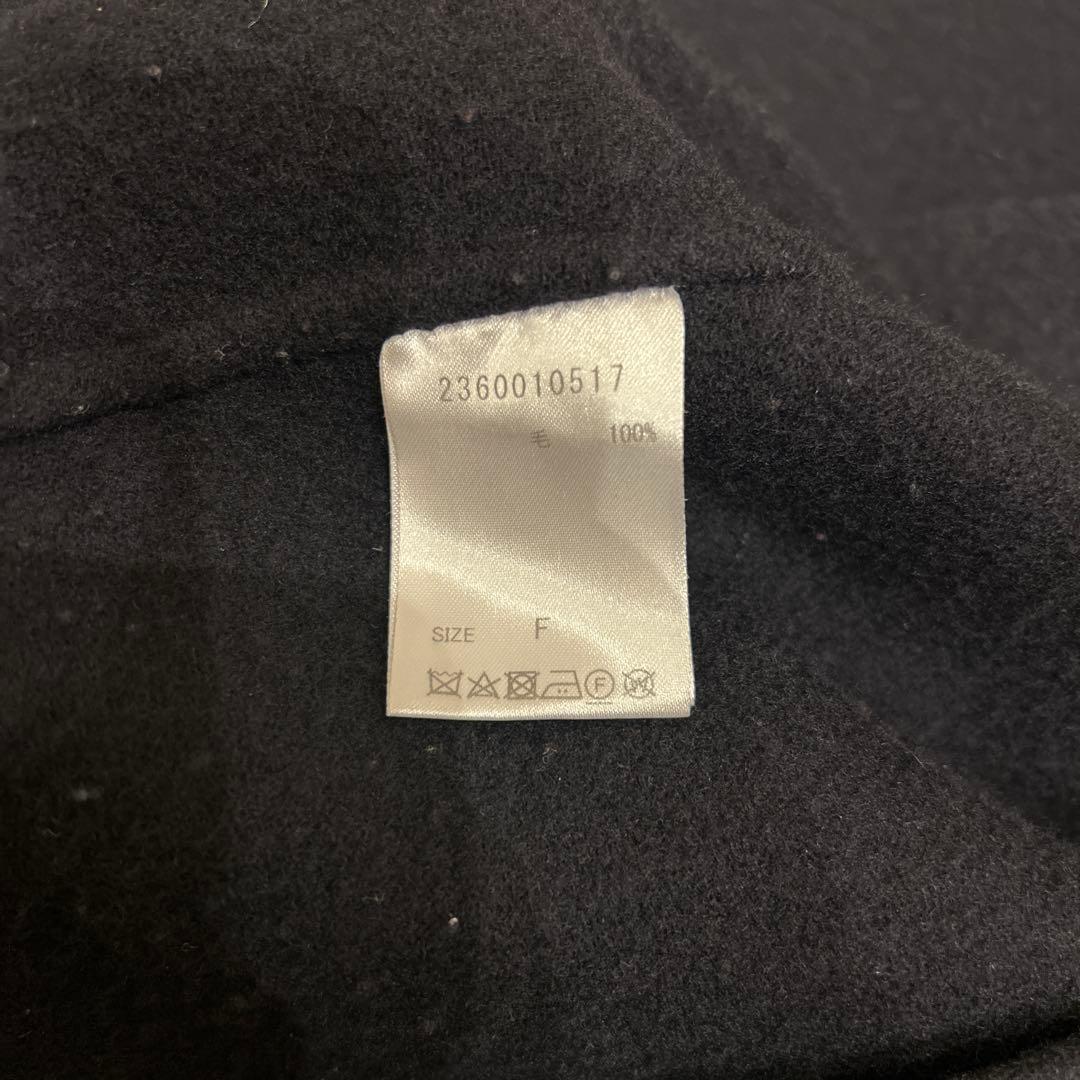 2360010517
毛 100%
SIZE F
F
W